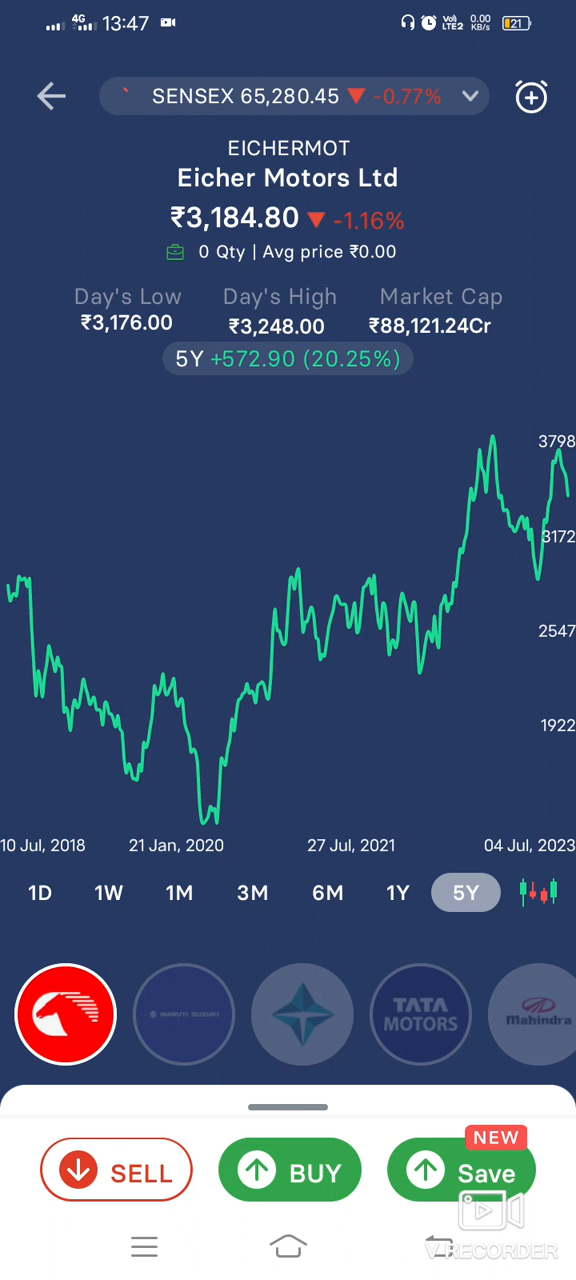 4G 13:47 Vo) LTE2 0.00 KB/s 21
SENSEX 65,280.45 -0.77%
EICHERMOT
Eicher Motors Ltd
₹3,184.80 -1.16%
0 Qty | Avg price ₹0.00
Day's Low Day's High Market Cap
₹3,176.00 ₹3,248.00 ₹88,121.24Cr
5Y +572.90 (20.25%)
3798
3172
2547
1922
10 Jul, 2018 21 Jan, 2020 27 Jul, 2021 04 Jul, 2023
1D 1W 1M 3M 6M 1Y 5Y
MARUTI SUZUKI TATA MOTORS Mahindra
NEW
SELL BUY Save
V RECORDER